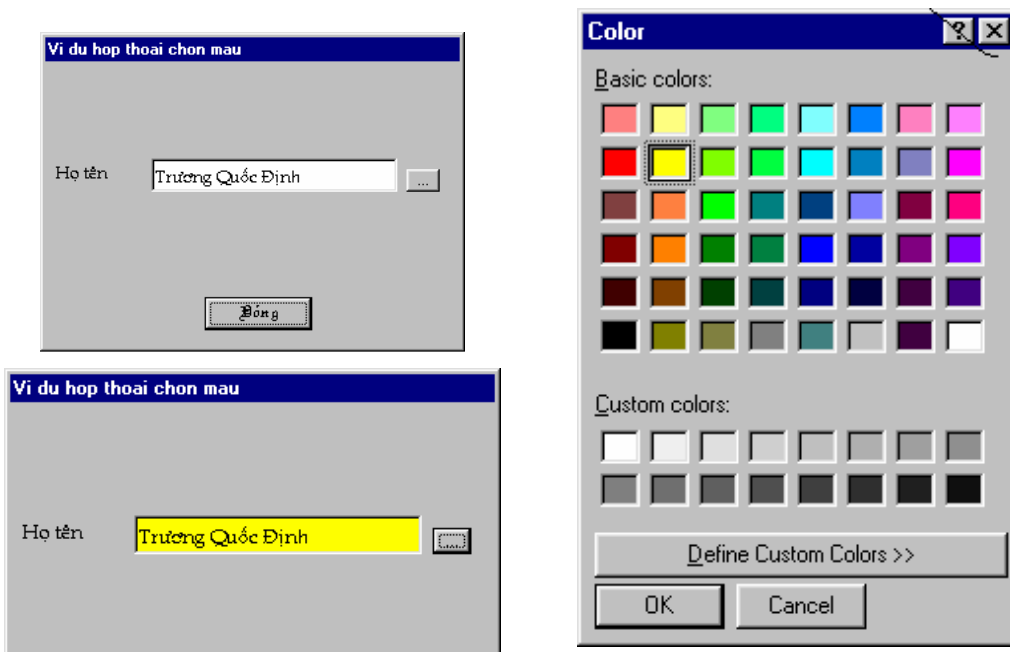 Vi du hop thoai chon mau
Họ tên
Trương Quốc Định
...
Đóng
Vi du hop thoai chon mau
Họ tên
Trương Quốc Định
...
Color
Basic colors:
Custom colors:
Define Custom Colors >>
OK
Cancel